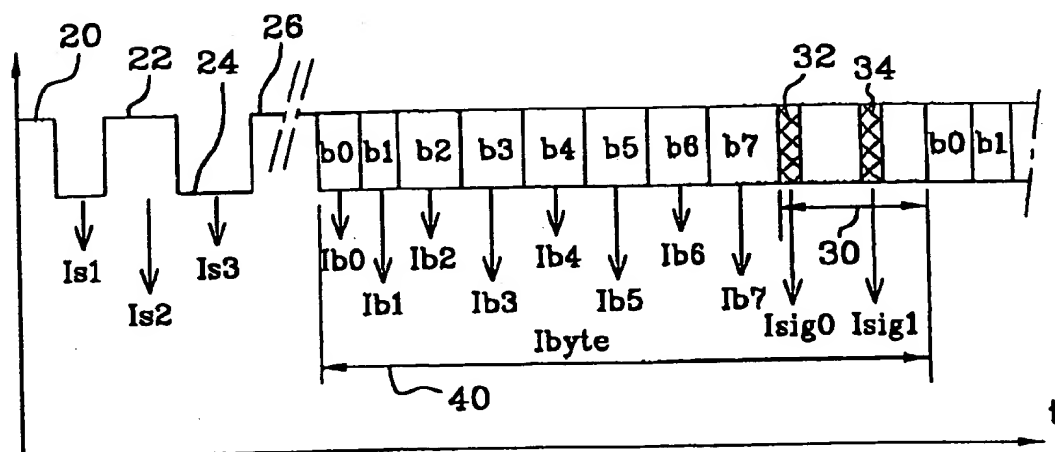 20 22 24 26 32 34
b0 b1 b2 b3 b4 b5 b6 b7 b0 b1
30
Is1 Is3 Ib0 Ib2 Ib4 Ib6
Is2 Ib1 Ib3 Ib5 Ib7 Isig0 Isig1
Ibyte
40
t